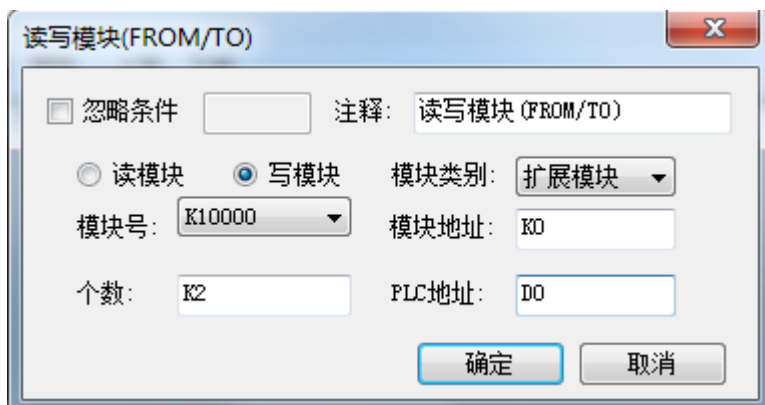 读写模块(FROM/TO)
忽略条件 注释: 读写模块(FROM/TO)
读模块 写模块 模块类别: 扩展模块
模块号: K10000 模块地址: K0
个数: K2 PLC地址: D0
确定 取消